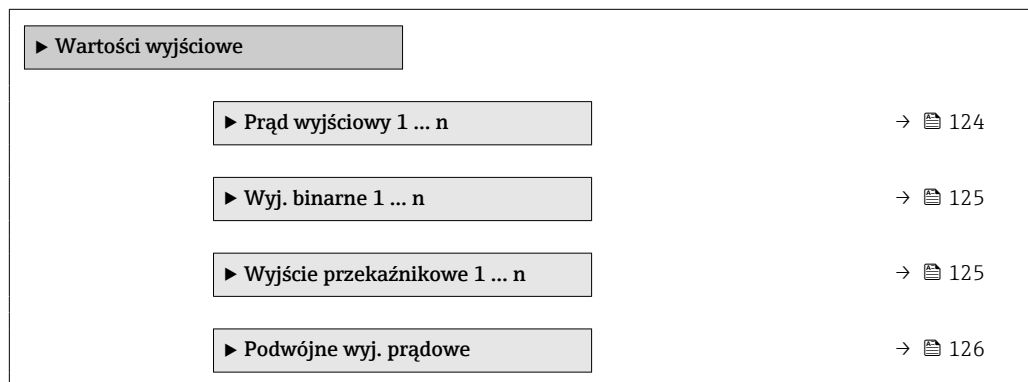 ► Wartości wyjściowe
► Prąd wyjściowy 1 … n → 124
► Wyj. binarne 1 … n → 125
► Wyjście przekaźnikowe 1 … n → 125
► Podwójne wyj. prądowe → 126